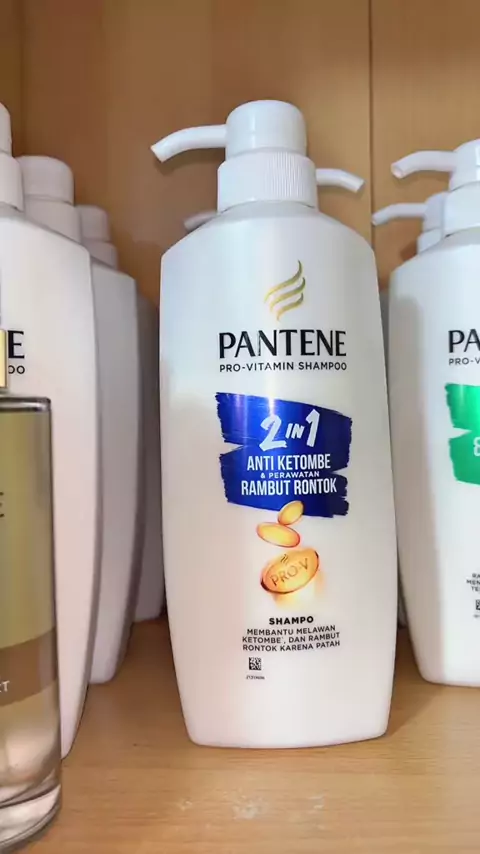 PANTENE
PRO-VITAMIN SHAMPOO
2 IN 1
ANTI KETOMBE
& PERAWATAN
RAMBUT RONTOK
PRO-V
SHAMPO
MEMBANTU MELAWAN
KETOMBE*, DAN RAMBUT
RONTOK KARENA PATAH
E
OO
PA
PRO-V
&